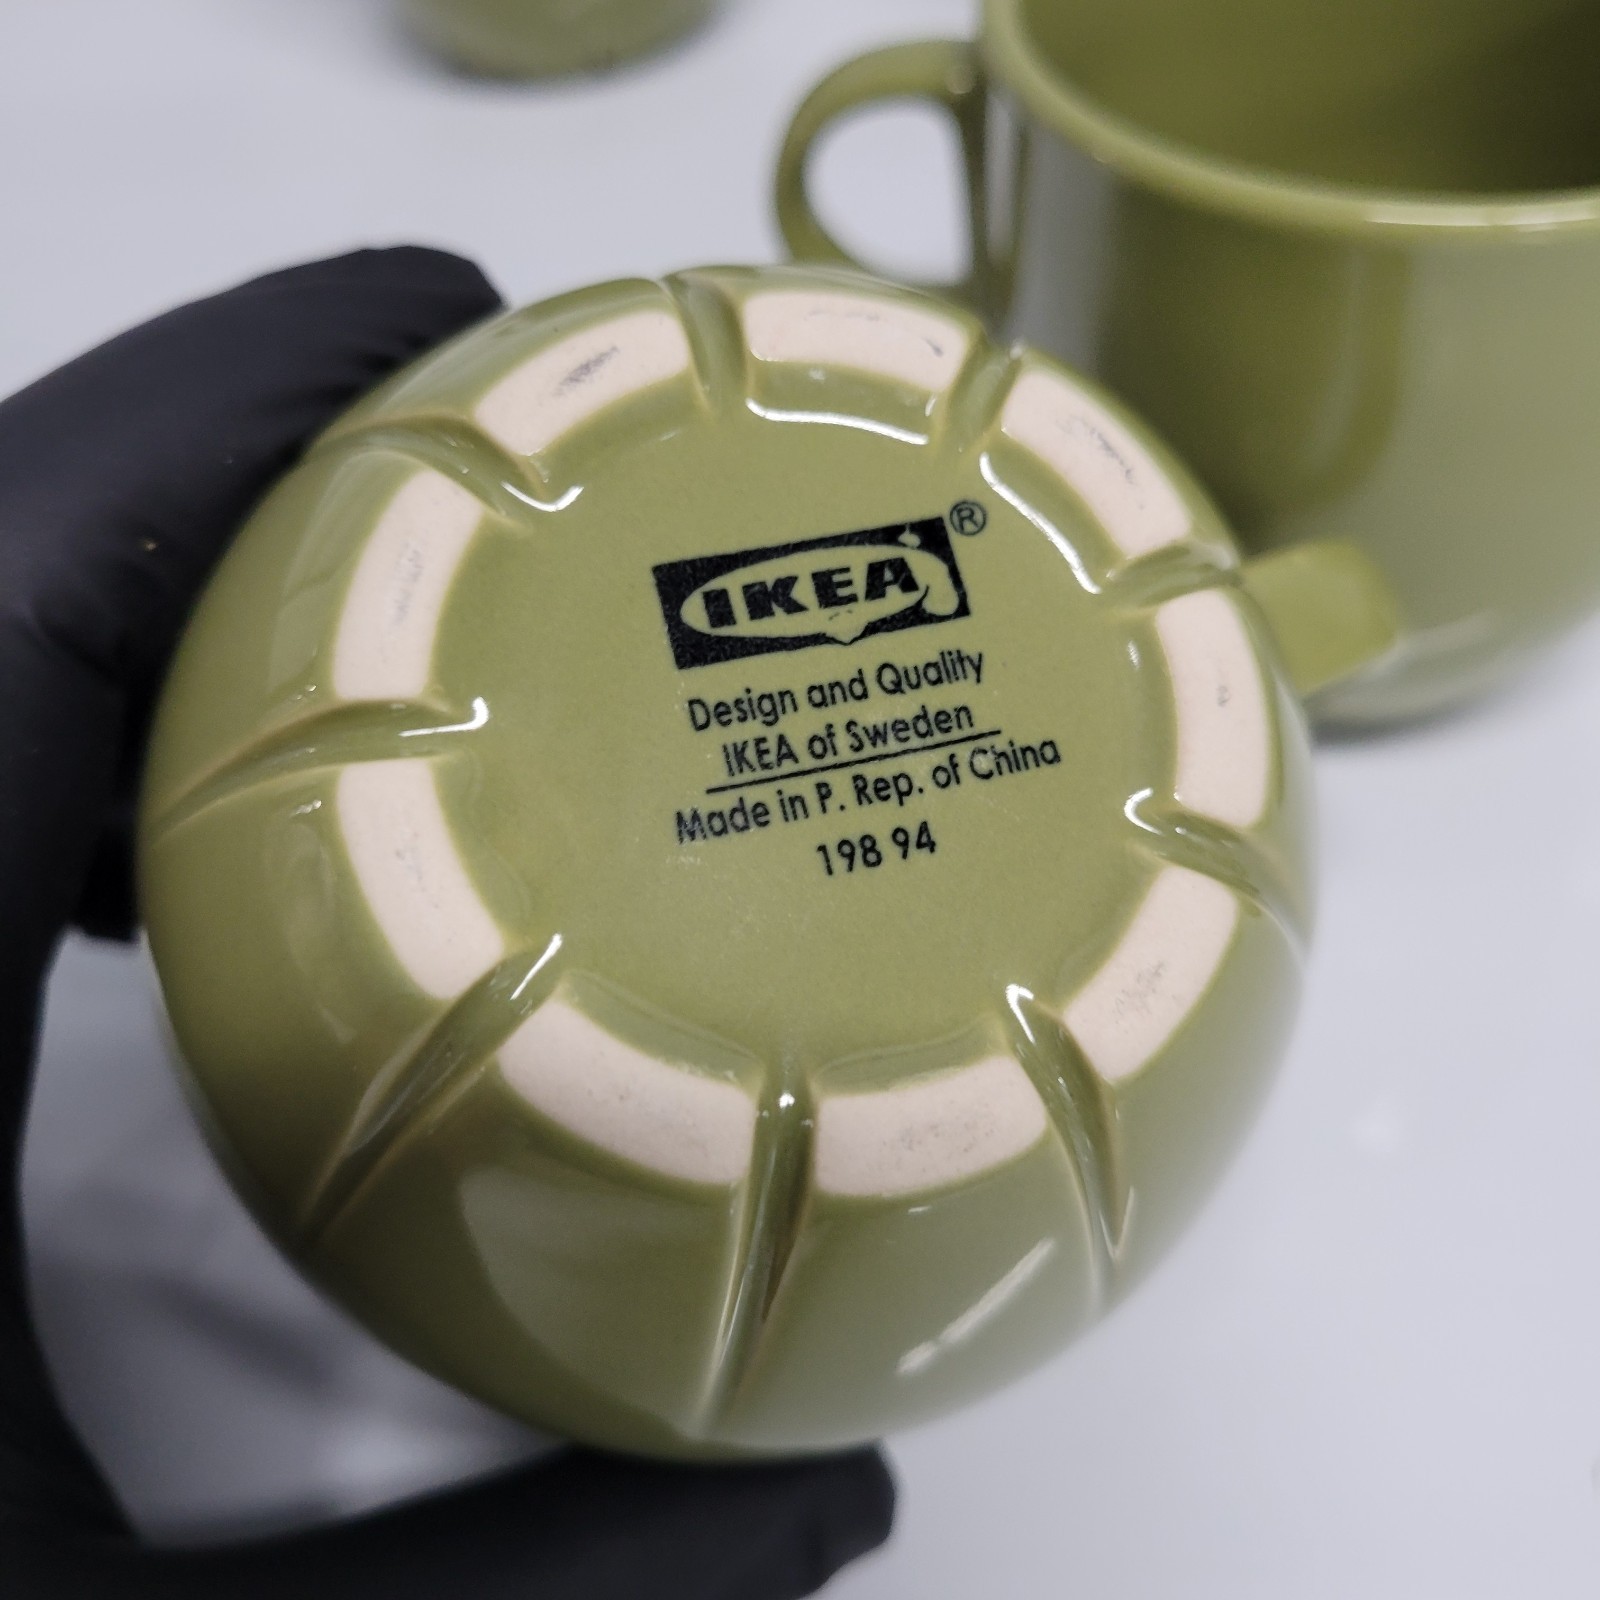 IKEA®
Design and Quality
IKEA of Sweden
Made in P. Rep. of China
198 94